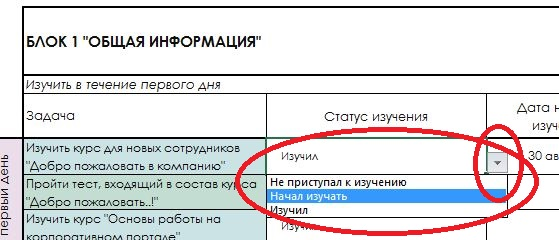 БЛОК 1 "ОБЩАЯ ИНФОРМАЦИЯ"
Изучить в течение первого дня
Задача
Статус изучения
Дата н
изуч
первый день
Изучить курс для новых сотрудников
"Добро пожаловать в компанию"
Изучил
30 ав
Пройти тест, входящий в состав курса
"Добро пожаловать..!"
Не приступал к изучению
Начал изучать
Изучил
Изучить курс "Основы работы на
корпоративном портале"
Изучил